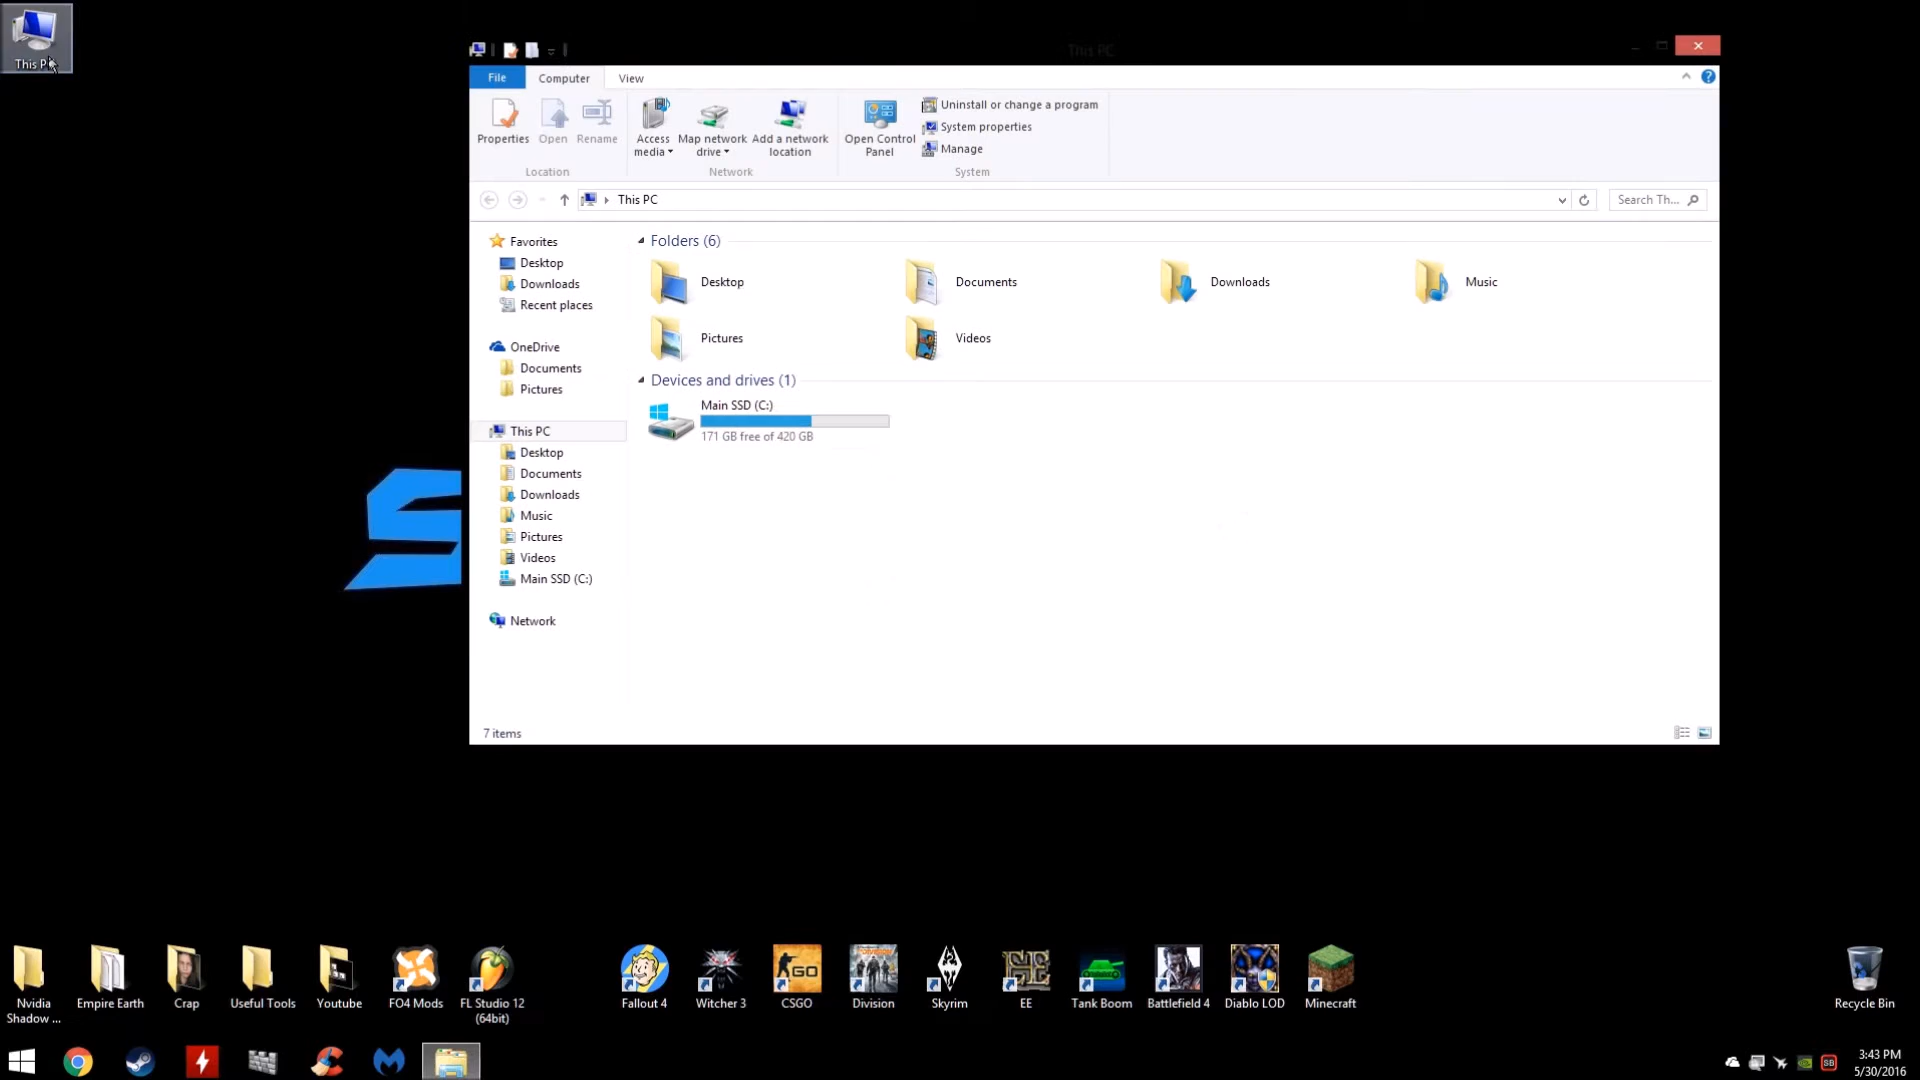 This PC
This PC
File
Computer
View
Properties
Open
Rename
Access
media
Map network
drive
Add a network
location
Open Control
Panel
Uninstall or change a program
System properties
Manage
Location
Network
System
This PC
Search Th...
Favorites
Desktop
Downloads
Recent places
OneDrive
Documents
Pictures
This PC
Desktop
Documents
Downloads
Music
Pictures
Videos
Main SSD (C:)
Network
Folders (6)
Desktop
Documents
Downloads
Music
Pictures
Videos
Devices and drives (1)
Main SSD (C:)
171 GB free of 420 GB
7 items
Nvidia
Shadow ...
Empire Earth
Crap
Useful Tools
Youtube
FO4 Mods
FL Studio 12
(64bit)
Fallout 4
Witcher 3
GO
CSGO
Division
Skyrim
EE
Tank Boom
Battlefield 4
Diablo LOD
Minecraft
Recycle Bin
SB
3:43 PM
5/30/2016